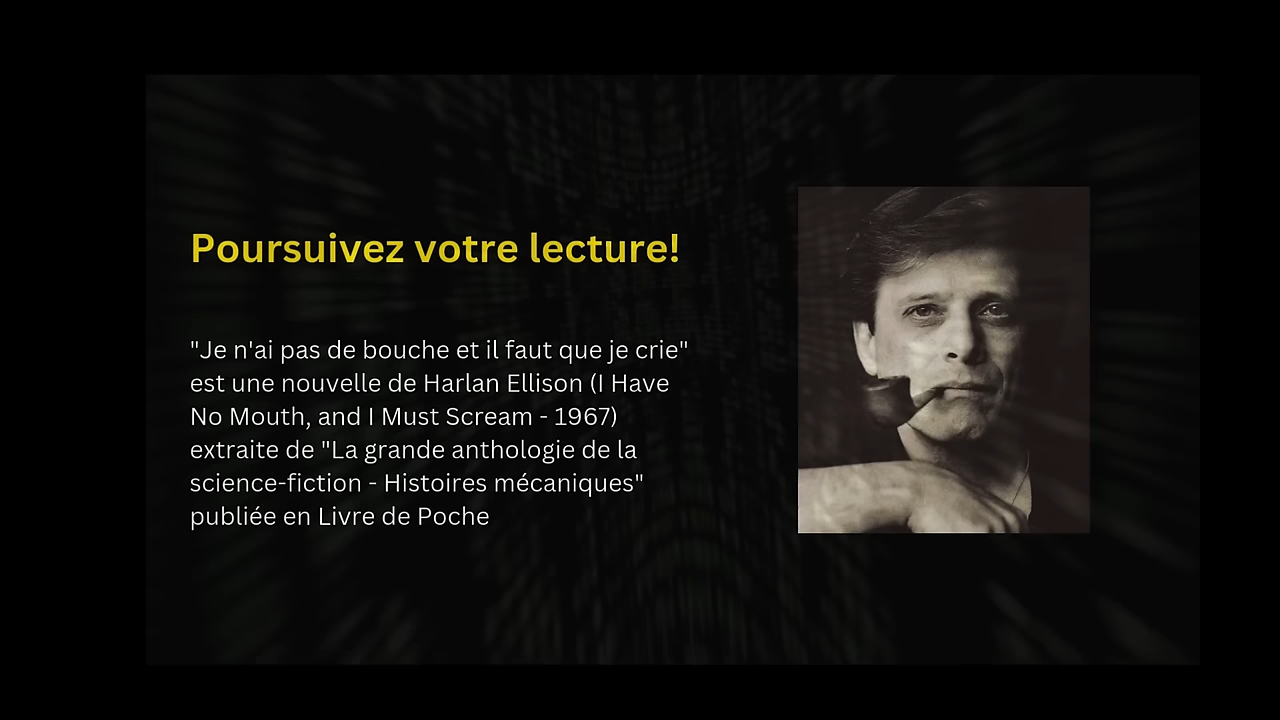 Poursuivez votre lecture!
"Je n'ai pas de bouche et il faut que je crie"
est une nouvelle de Harlan Ellison (I Have
No Mouth, and I Must Scream - 1967)
extraite de "La grande anthologie de la
science-fiction - Histoires mécaniques"
publiée en Livre de Poche